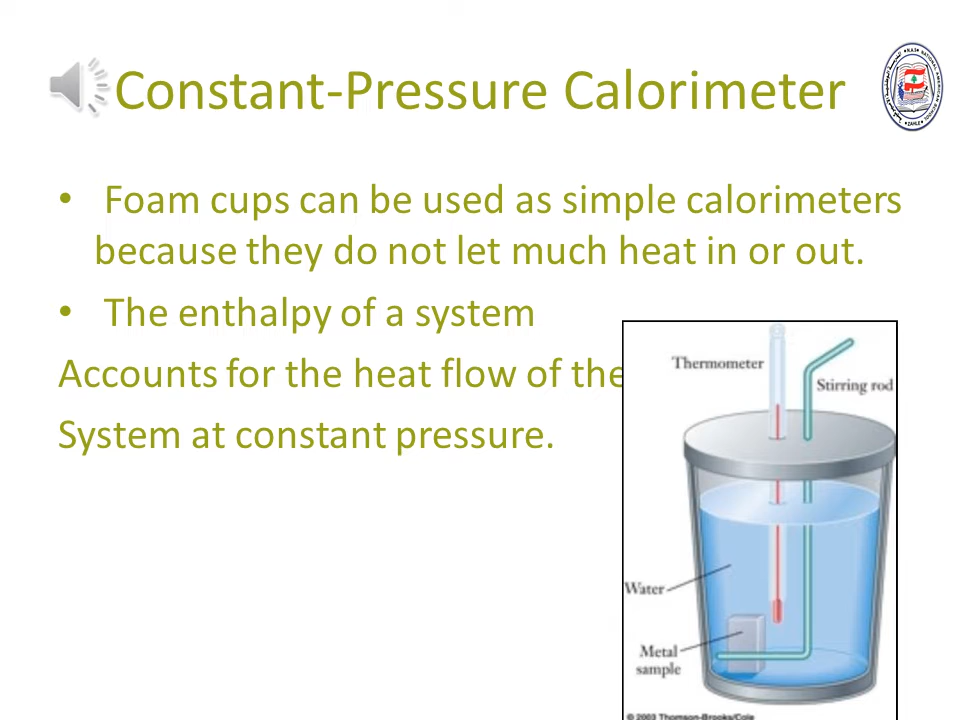 Constant-Pressure Calorimeter
• Foam cups can be used as simple calorimeters
because they do not let much heat in or out.
• The enthalpy of a system
Accounts for the heat flow of the
System at constant pressure.
Thermometer
Stirring rod
Water
Metal
sample
© 2003 Thomson-Brooks/Cole